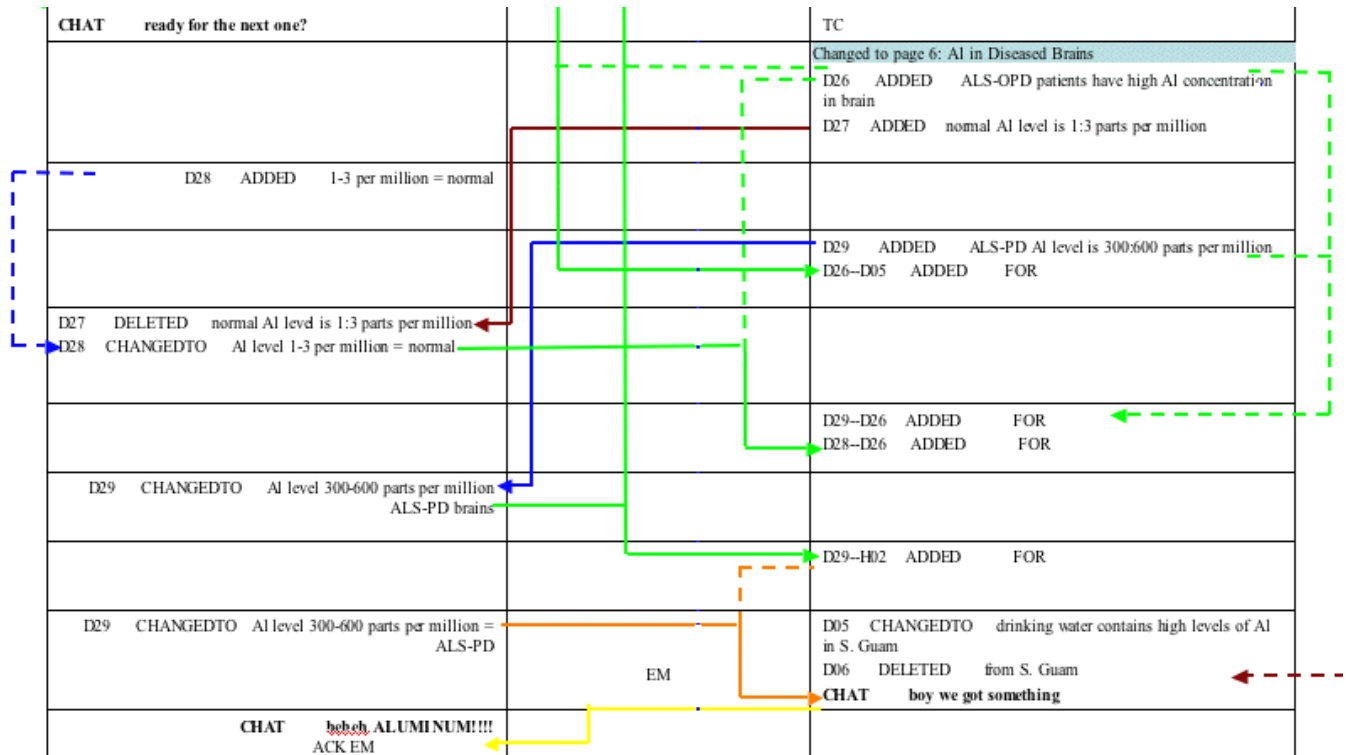 CHAT ready for the next one?
TC
Changed to page 6: Al in Diseased Brains
D26 ADDED ALS-OPD patients have high Al concentration
in brain
D27 ADDED normal Al level is 1:3 parts per million
D28 ADDED 1-3 per million = normal
D29 ADDED ALS-PD Al level is 300:600 parts per million
D26--D05 ADDED FOR
D27 DELETED normal Al level is 1:3 parts per million
D28 CHANGEDTO Al level 1-3 per million = normal
D29--D26 ADDED FOR
D28--D26 ADDED FOR
D29 CHANGEDTO Al level 300-600 parts per million
ALS-PD brains
D29--H02 ADDED FOR
D29 CHANGEDTO Al level 300-600 parts per million =
ALS-PD
EM
D05 CHANGEDTO drinking water contains high levels of Al
in S. Guam
D06 DELETED from S. Guam
CHAT boy we got something
CHAT heheh ALUMINUM!!!!
ACK EM